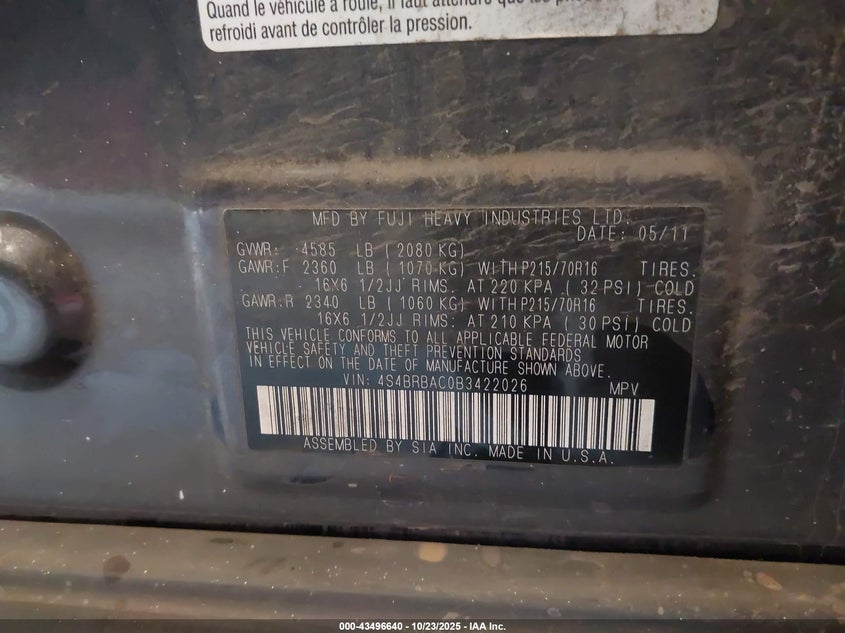 Quand le véhicule a roulé, il faut attendre que les pneus
refroidi avant de contrôler la pression.
MFD BY FUJI HEAVY INDUSTRIES LTD.
DATE: 05/11
GVWR: 4585 LB ( 2080 KG)
GAWR:F 2360 LB ( 1070 KG) WITH P215/70R16 TIRES.
16X6 1/2JJ RIMS. AT 220 KPA ( 32 PSI) COLD
GAWR:R 2340 LB ( 1060 KG) WITH P215/70R16 TIRES.
16X6 1/2JJ RIMS. AT 210 KPA ( 30 PSI) COLD
THIS VEHICLE CONFORMS TO ALL APPLICABLE FEDERAL MOTOR
VEHICLE SAFETY AND THEFT PREVENTION STANDARDS
IN EFFECT ON THE DATE OF MANUFACTURE SHOWN ABOVE.
VIN: 4S4BRBAC0B3422026 MPV
ASSEMBLED BY SIA INC. MADE IN U.S.A.
000-43496640 - 10/23/2025 - IAA Inc.